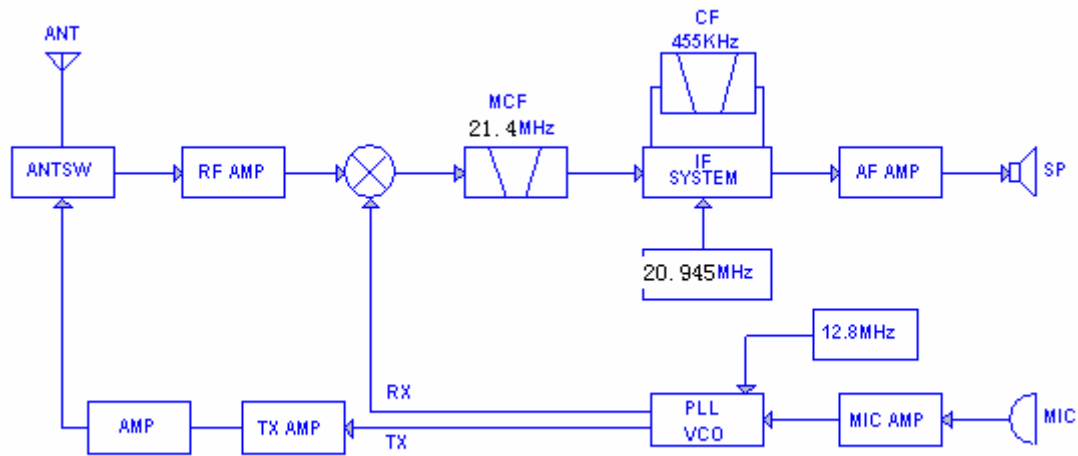 CF
455KHz
ANT
MCF
21.4MHz
ANTSW
RF AMP
IF
SYSTEM
AF AMP
SP
20.945MHz
12.8MHz
RX
TX
AMP
TX AMP
PLL
VCO
MIC AMP
MIC